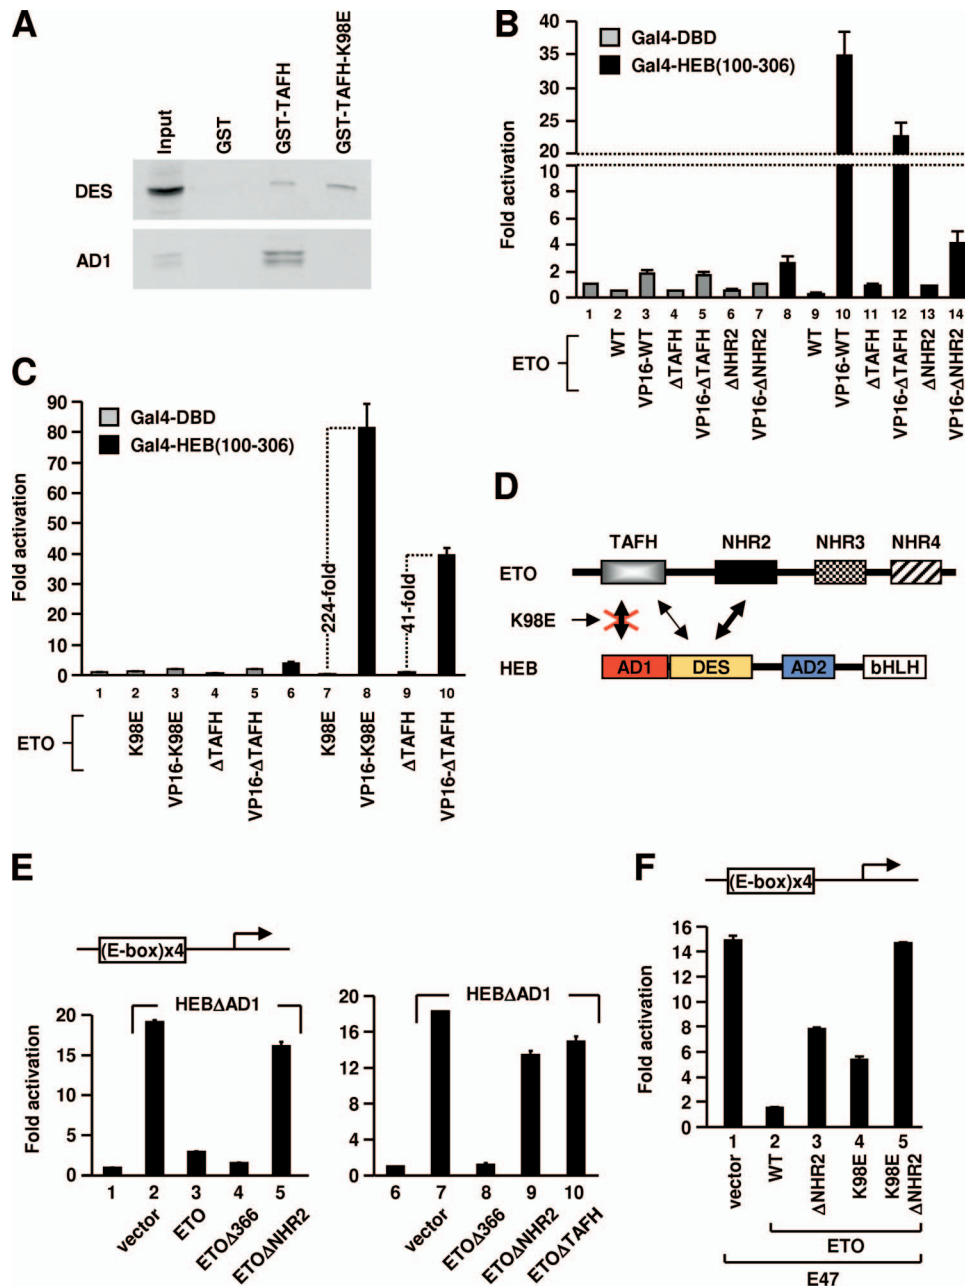 A
Input
GST
GST-TAFH
GST-TAFH-K98E
DES
AD1
B
Gal4-DBD
Gal4-HEB(100-306)
Fold activation
40
35
30
25
20
10
8
6
4
2
0
1 2 3 4 5 6 7 8 9 10 11 12 13 14
ETO
WT
VP16-WT
ΔTAFH
VP16-ΔTAFH
ΔNHR2
VP16-ΔNHR2
WT
VP16-WT
ΔTAFH
VP16-ΔTAFH
ΔNHR2
VP16-ΔNHR2
C
Gal4-DBD
Gal4-HEB(100-306)
Fold activation
90
80
70
60
50
40
30
20
10
0
224-fold
41-fold
1 2 3 4 5 6 7 8 9 10
ETO
K98E
VP16-K98E
ΔTAFH
VP16-ΔTAFH
K98E
VP16-K98E
ΔTAFH
VP16-ΔTAFH
D
TAFH NHR2 NHR3 NHR4
ETO
K98E
HEB
AD1 DES AD2 bHLH
E
(E-box)x4
HEBΔAD1
Fold activation
20
15
10
5
0
1 2 3 4 5
vector
ETO
ETOΔ366
ETOΔNHR2
HEBΔAD1
20
16
12
8
4
0
6 7 8 9 10
vector
ETOΔ366
ETOΔNHR2
ETOΔTAFH
F
(E-box)x4
Fold activation
16
14
12
10
8
6
4
2
0
1 2 3 4 5
vector
WT
ΔNHR2
K98E
K98E
ΔNHR2
ETO
E47